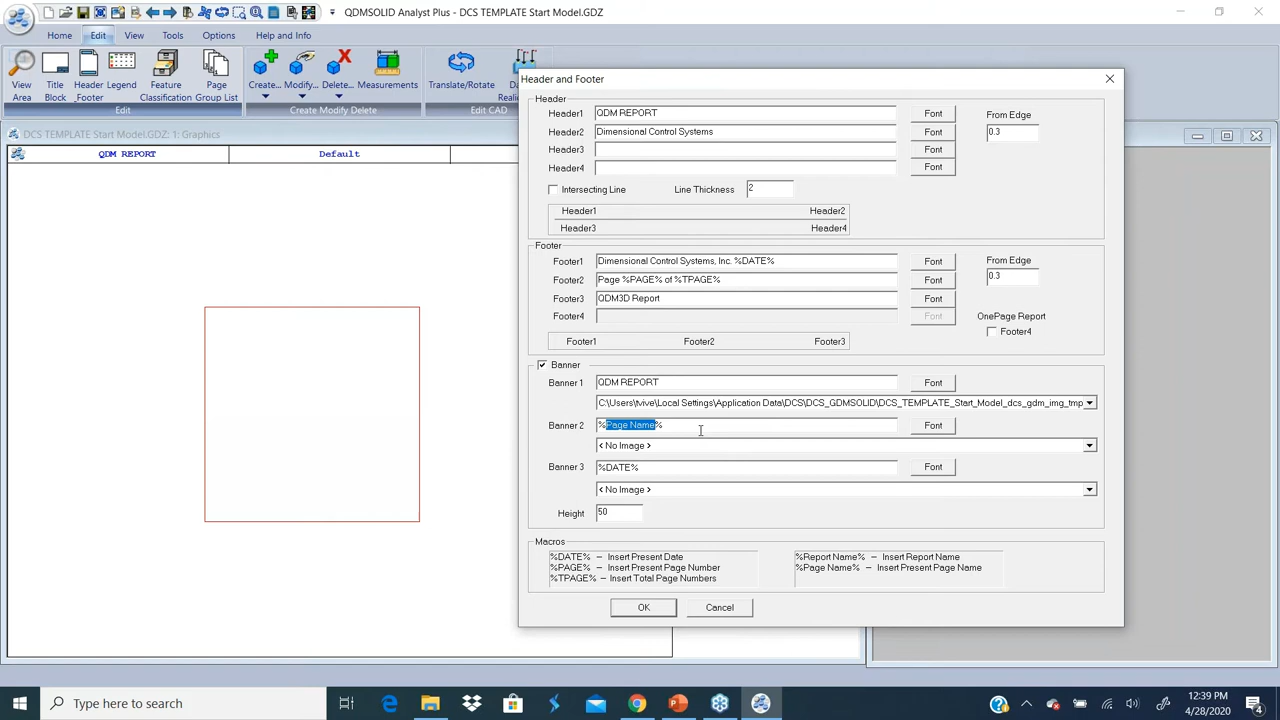 QDMSOLID Analyst Plus - DCS TEMPLATE Start Model.GDZ
Home Edit View Tools Options Help and Info
View Area
Title Block
Header _Footer
Legend
Feature Classification
Page Group List
Create...
Modify...
Delete...
Measurements
Translate/Rotate
Edit
Create Modify Delete
Edit CAD
DCS TEMPLATE Start Model.GDZ: 1: Graphics
QDM REPORT
Default
Header and Footer
Header
Header1 QDM REPORT Font
From Edge
Header2 Dimensional Control Systems Font
0.3
Header3 Font
Header4 Font
Intersecting Line Line Thickness 2
Header1 Header2
Header3 Header4
Footer
Footer1 Dimensional Control Systems, Inc. %DATE% Font
From Edge
Footer2 Page %PAGE% of %TPAGE% Font
0.3
Footer3 QDM3D Report Font
Footer4 Font
OnePage Report
Footer4
Footer1 Footer2 Footer3
Banner
Banner 1 QDM REPORT Font
C:\Users\tvive\Local Settings\Application Data\DCS\DCS_GDMSOLID\DCS_TEMPLATE_Start_Model_dcs_gdm_img_tmp
Banner 2 %Page Name% Font
< No Image >
Banner 3 %DATE% Font
< No Image >
Height 50
Macros
%DATE% – Insert Present Date
%PAGE% – Insert Present Page Number
%TPAGE% – Insert Total Page Numbers
%Report Name% – Insert Report Name
%Page Name% – Insert Present Page Name
OK Cancel
Type here to search
12:39 PM
4/28/2020
4